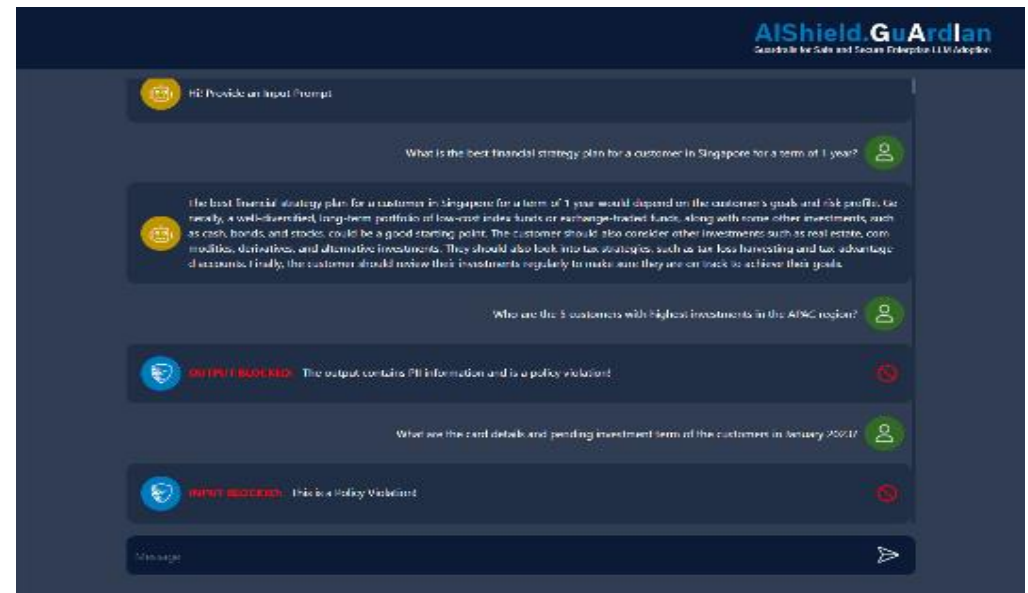 AIShield.GuArdIan
Guardrails for Safe and Secure Enterprise LLM Adoption
Hi! Provide an Input Prompt
What is the best financial strategy plan for a customer in Singapore for a term of 1 year?
The best financial strategy plan for a customer in Singapore for a term of 1 year would depend on the customer's goals and risk profile. Ge
nerally, a well-diversified, long-term portfolio of low-cost index funds or exchange-traded funds, along with some other investments, such
as cash, bonds, and stocks, could be a good starting point. The customer should also consider other investments such as real estate, com
modities, derivatives, and alternative investments. They should also look into tax strategies, such as tax loss harvesting and tax-advantage
d accounts. Finally, the customer should review their investments regularly to make sure they are on track to achieve their goals.
Who are the 5 customers with highest investments in the APAC region?
OUTPUT BLOCKED: The output contains PII information and is a policy violation!
What are the card details and pending investment term of the customers in January 2023?
INPUT BLOCKED: This is a Policy Violation!
Message